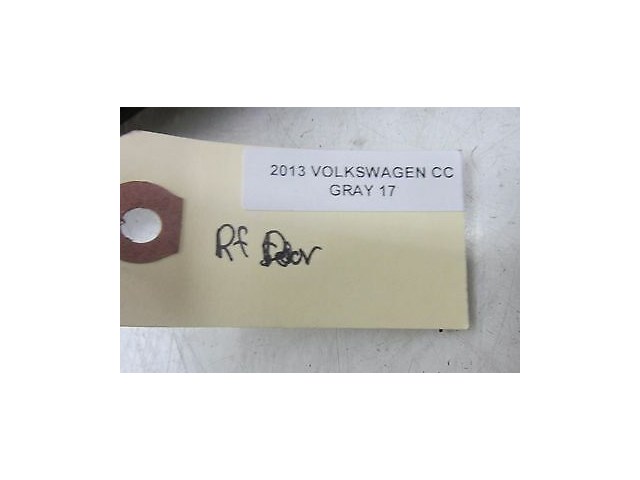 2013 VOLKSWAGEN CC
GRAY 17
Rf Door